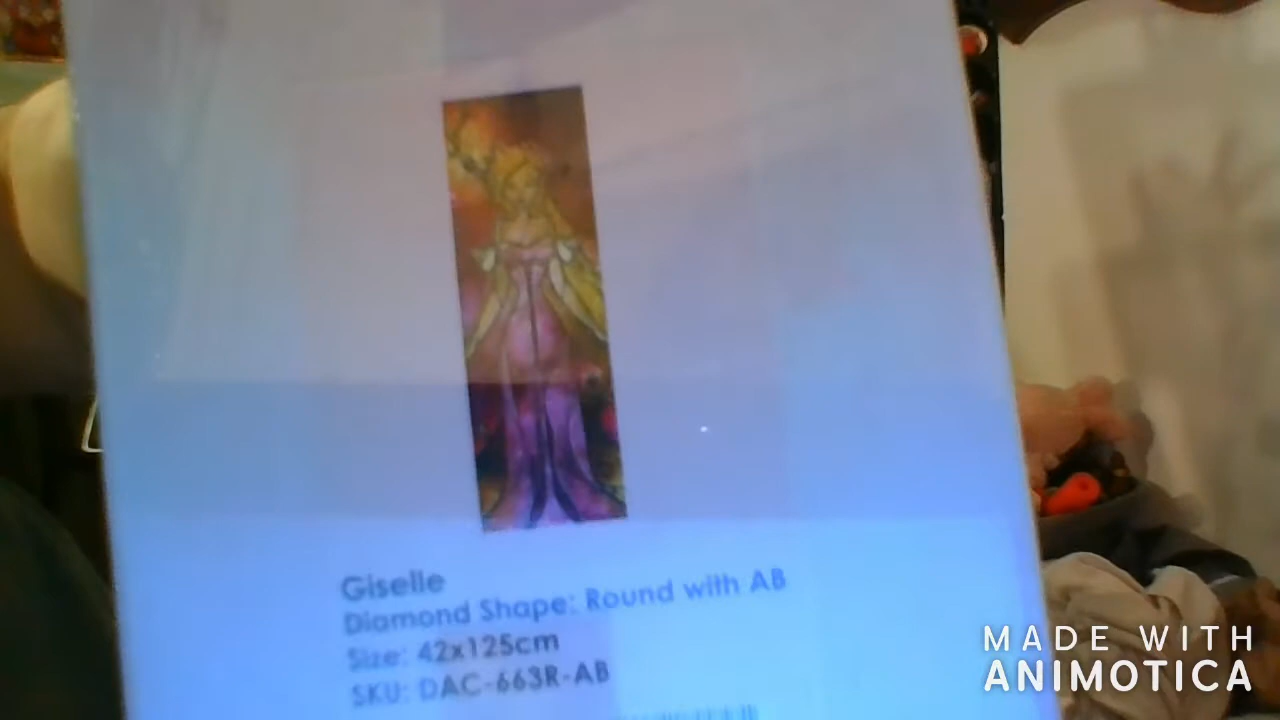 Giselle
Diamond Shape: Round with AB
Size: 42x125cm
SKU: DAC-663R-AB
MADE WITH
ANIMOTICA